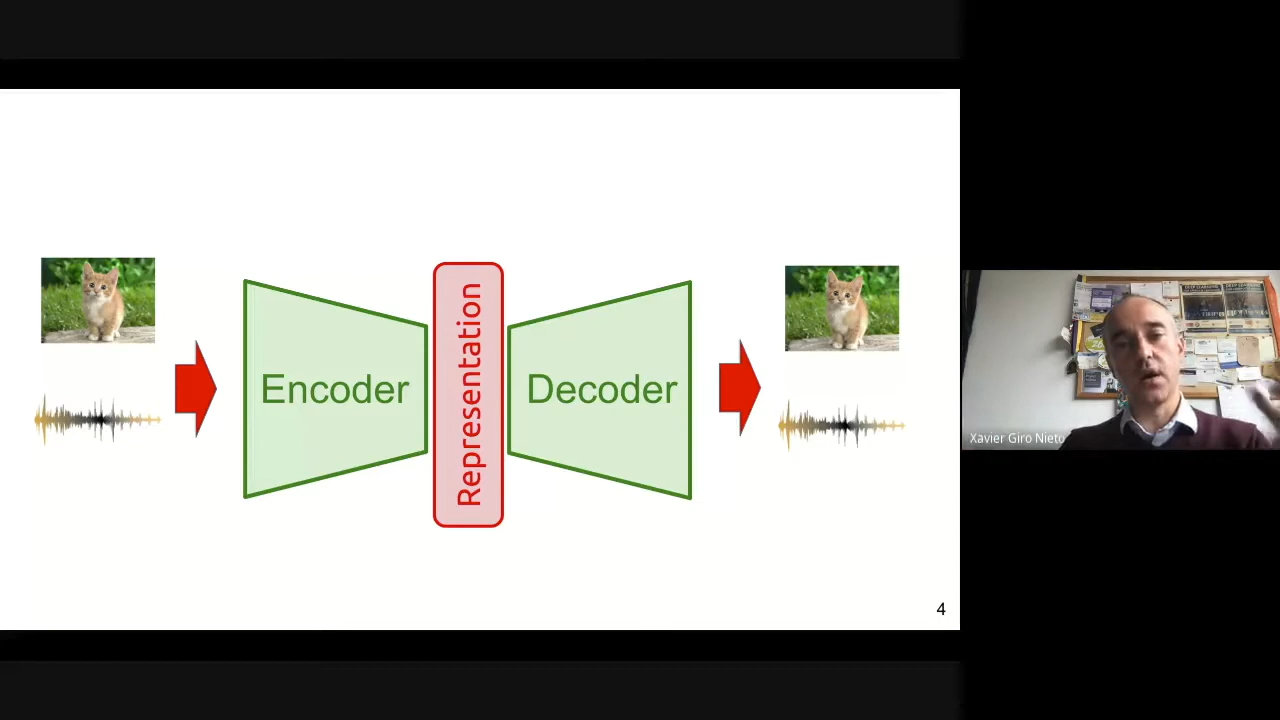 Encoder
Representation
Decoder
4
Xavier Giro Nieto